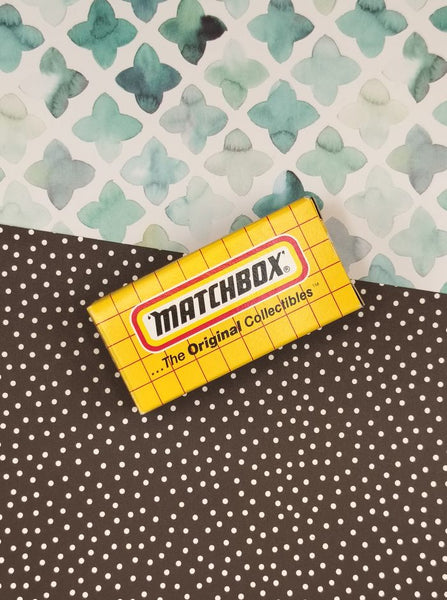 MATCHBOX®
...The Original Collectibles™